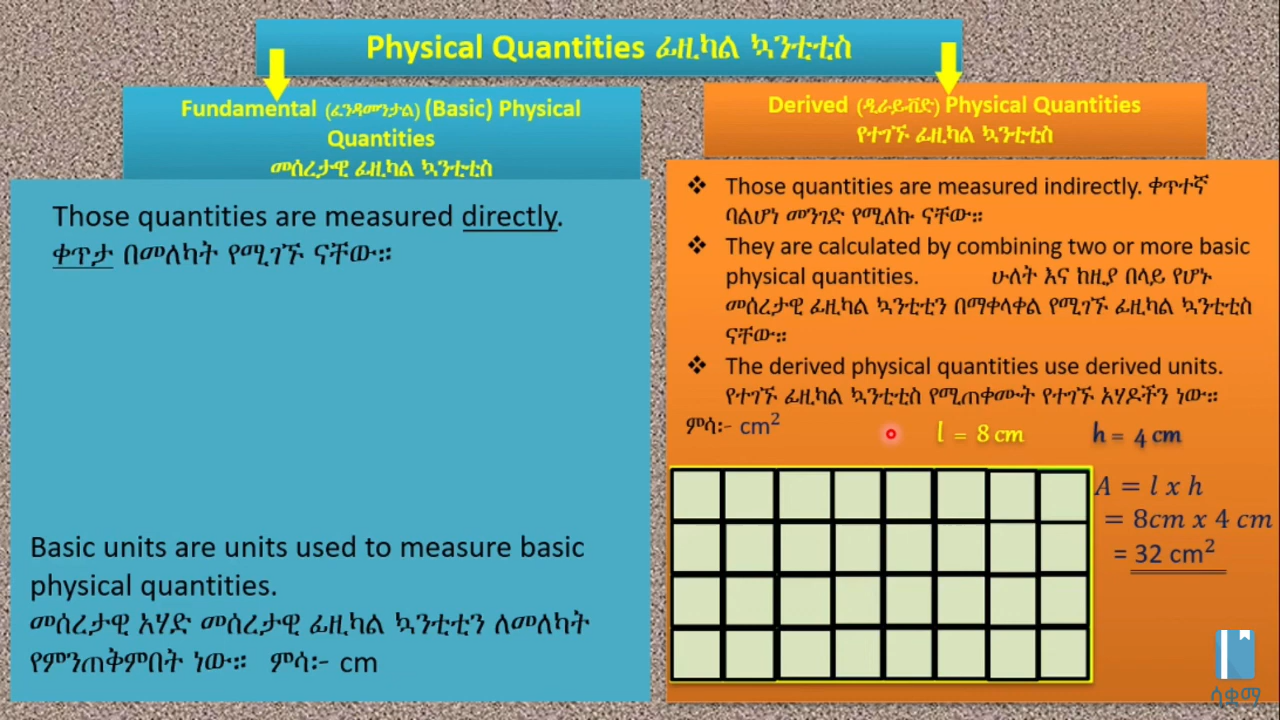 Physical Quantities ፊዚካል ኳንቲቲስ
Fundamental (ፈንዳመንታል) (Basic) Physical
Quantities
መሰረታዊ ፊዚካል ኳንቲቲስ
Those quantities are measured directly.
ቀጥታ በመለካት የሚገኙ ናቸው።
Basic units are units used to measure basic
physical quantities.
መሰረታዊ አሃድ መሰረታዊ ፊዚካል ኳንቲቲን ለመለካት
የምንጠቅምበት ነው። ምሳ፡- cm
Derived (ዲራይቭድ) Physical Quantities
የተገኙ ፊዚካል ኳንቲቲስ
❖ Those quantities are measured indirectly. ቀጥተኛ
ባልሆነ መንገድ የሚለኩ ናቸው።
❖ They are calculated by combining two or more basic
physical quantities. ሁለት እና ከዚያ በላይ የሆኑ
መሰረታዊ ፊዚካል ኳንቲቲን በማቀላቀል የሚገኙ ፊዚካል ኳንቲቲስ
ናቸው።
❖ The derived physical quantities use derived units.
የተገኙ ፊዚካል ኳንቲቲስ የሚጠቀሙት የተገኙ አሃዶችን ነው።
ምሳ፡- cm²
l = 8 cm h = 4 cm
A = l x h
= 8cm x 4 cm
= 32 cm²
ሳቂማ